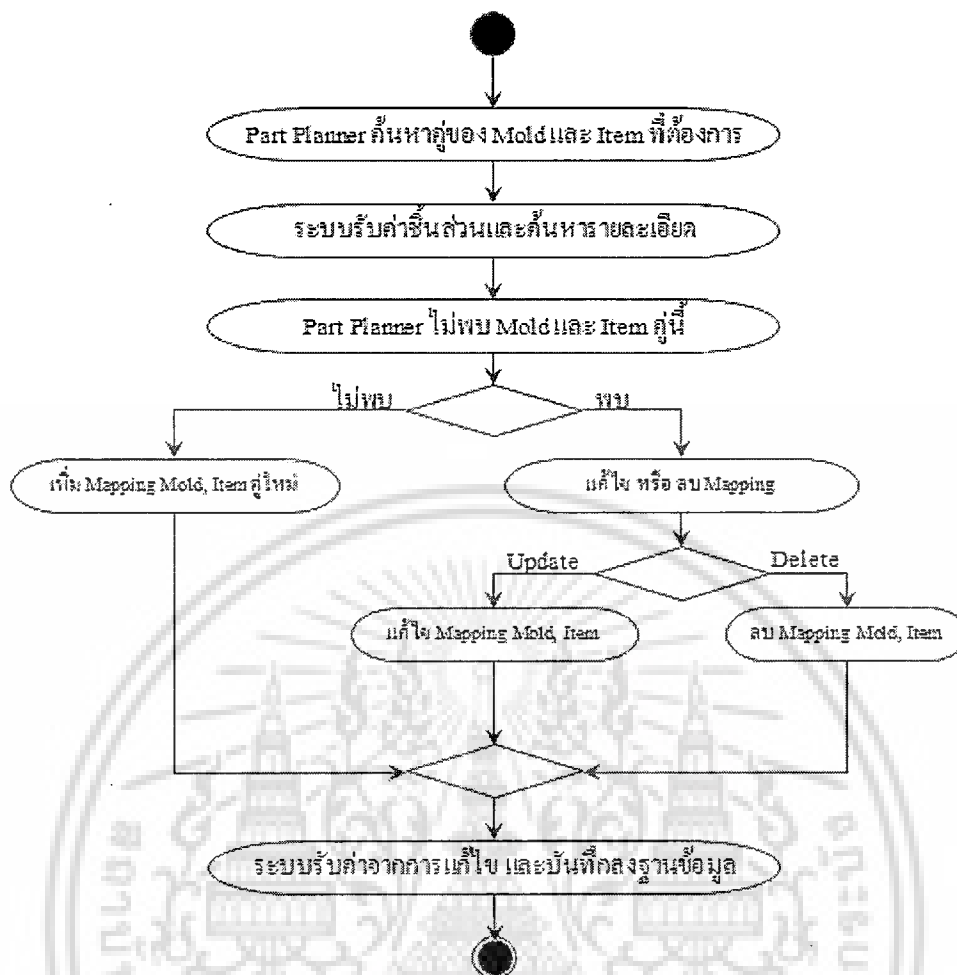 Part Planner ค้นหาคู่ของ Mold และ Item ที่ต้องการ
ระบบรับค่าชิ้นส่วนและค้นหารายละเอียด
Part Planner ไม่พบ Mold และ Item คู่นี้
ไม่พบ
พบ
เพิ่ม Mapping Mold, Item คู่ใหม่
แก้ไข หรือ ลบ Mapping
Update
Delete
แก้ไข Mapping Mold, Item
ลบ Mapping Mold, Item
ระบบรับค่าจากการแก้ไข และบันทึกลงฐานข้อมูล